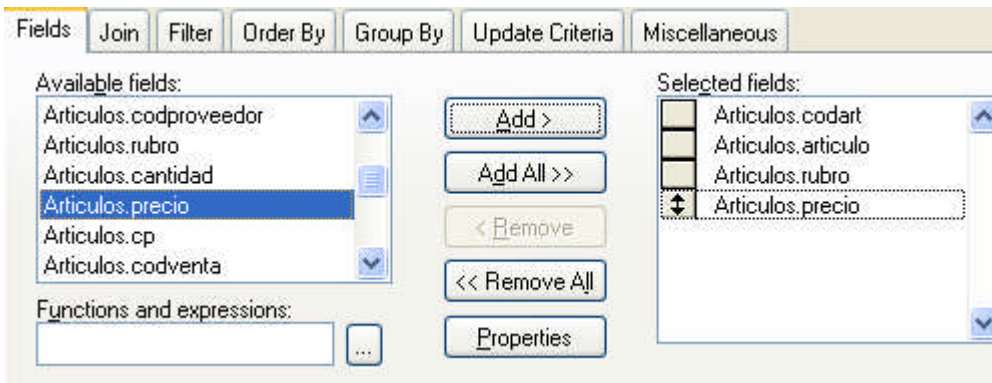 Fields Join Filter Order By Group By Update Criteria Miscellaneous
Available fields:
Articulos.codproveedor
Articulos.rubro
Articulos.cantidad
Articulos.precio
Articulos.cp
Articulos.codventa
Functions and expressions:
...
Add >
Add All >>
< Remove
<< Remove All
Properties
Selected fields:
Articulos.codart
Articulos.articulo
Articulos.rubro
Articulos.precio